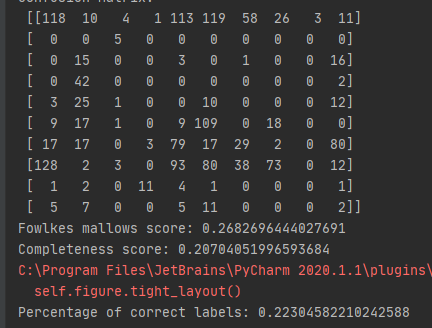 [[118 10 4 1 113 119 58 26 3 11]
[ 0 0 5 0 0 0 0 0 0 0]
[ 0 15 0 0 3 0 1 0 0 16]
[ 0 42 0 0 0 0 0 0 0 2]
[ 3 25 1 0 0 10 0 0 0 12]
[ 9 17 1 0 9 109 0 18 0 0]
[ 17 17 0 3 79 17 29 2 0 80]
[128 2 3 0 93 80 38 73 0 12]
[ 1 2 0 11 4 1 0 0 0 1]
[ 5 7 0 0 5 11 0 0 0 2]]
Fowlkes mallows score: 0.2682696444027691
Completeness score: 0.20704051996593684
C:\Program Files\JetBrains\PyCharm 2020.1.1\plugins\
self.figure.tight_layout()
Percentage of correct labels: 0.22304582210242588